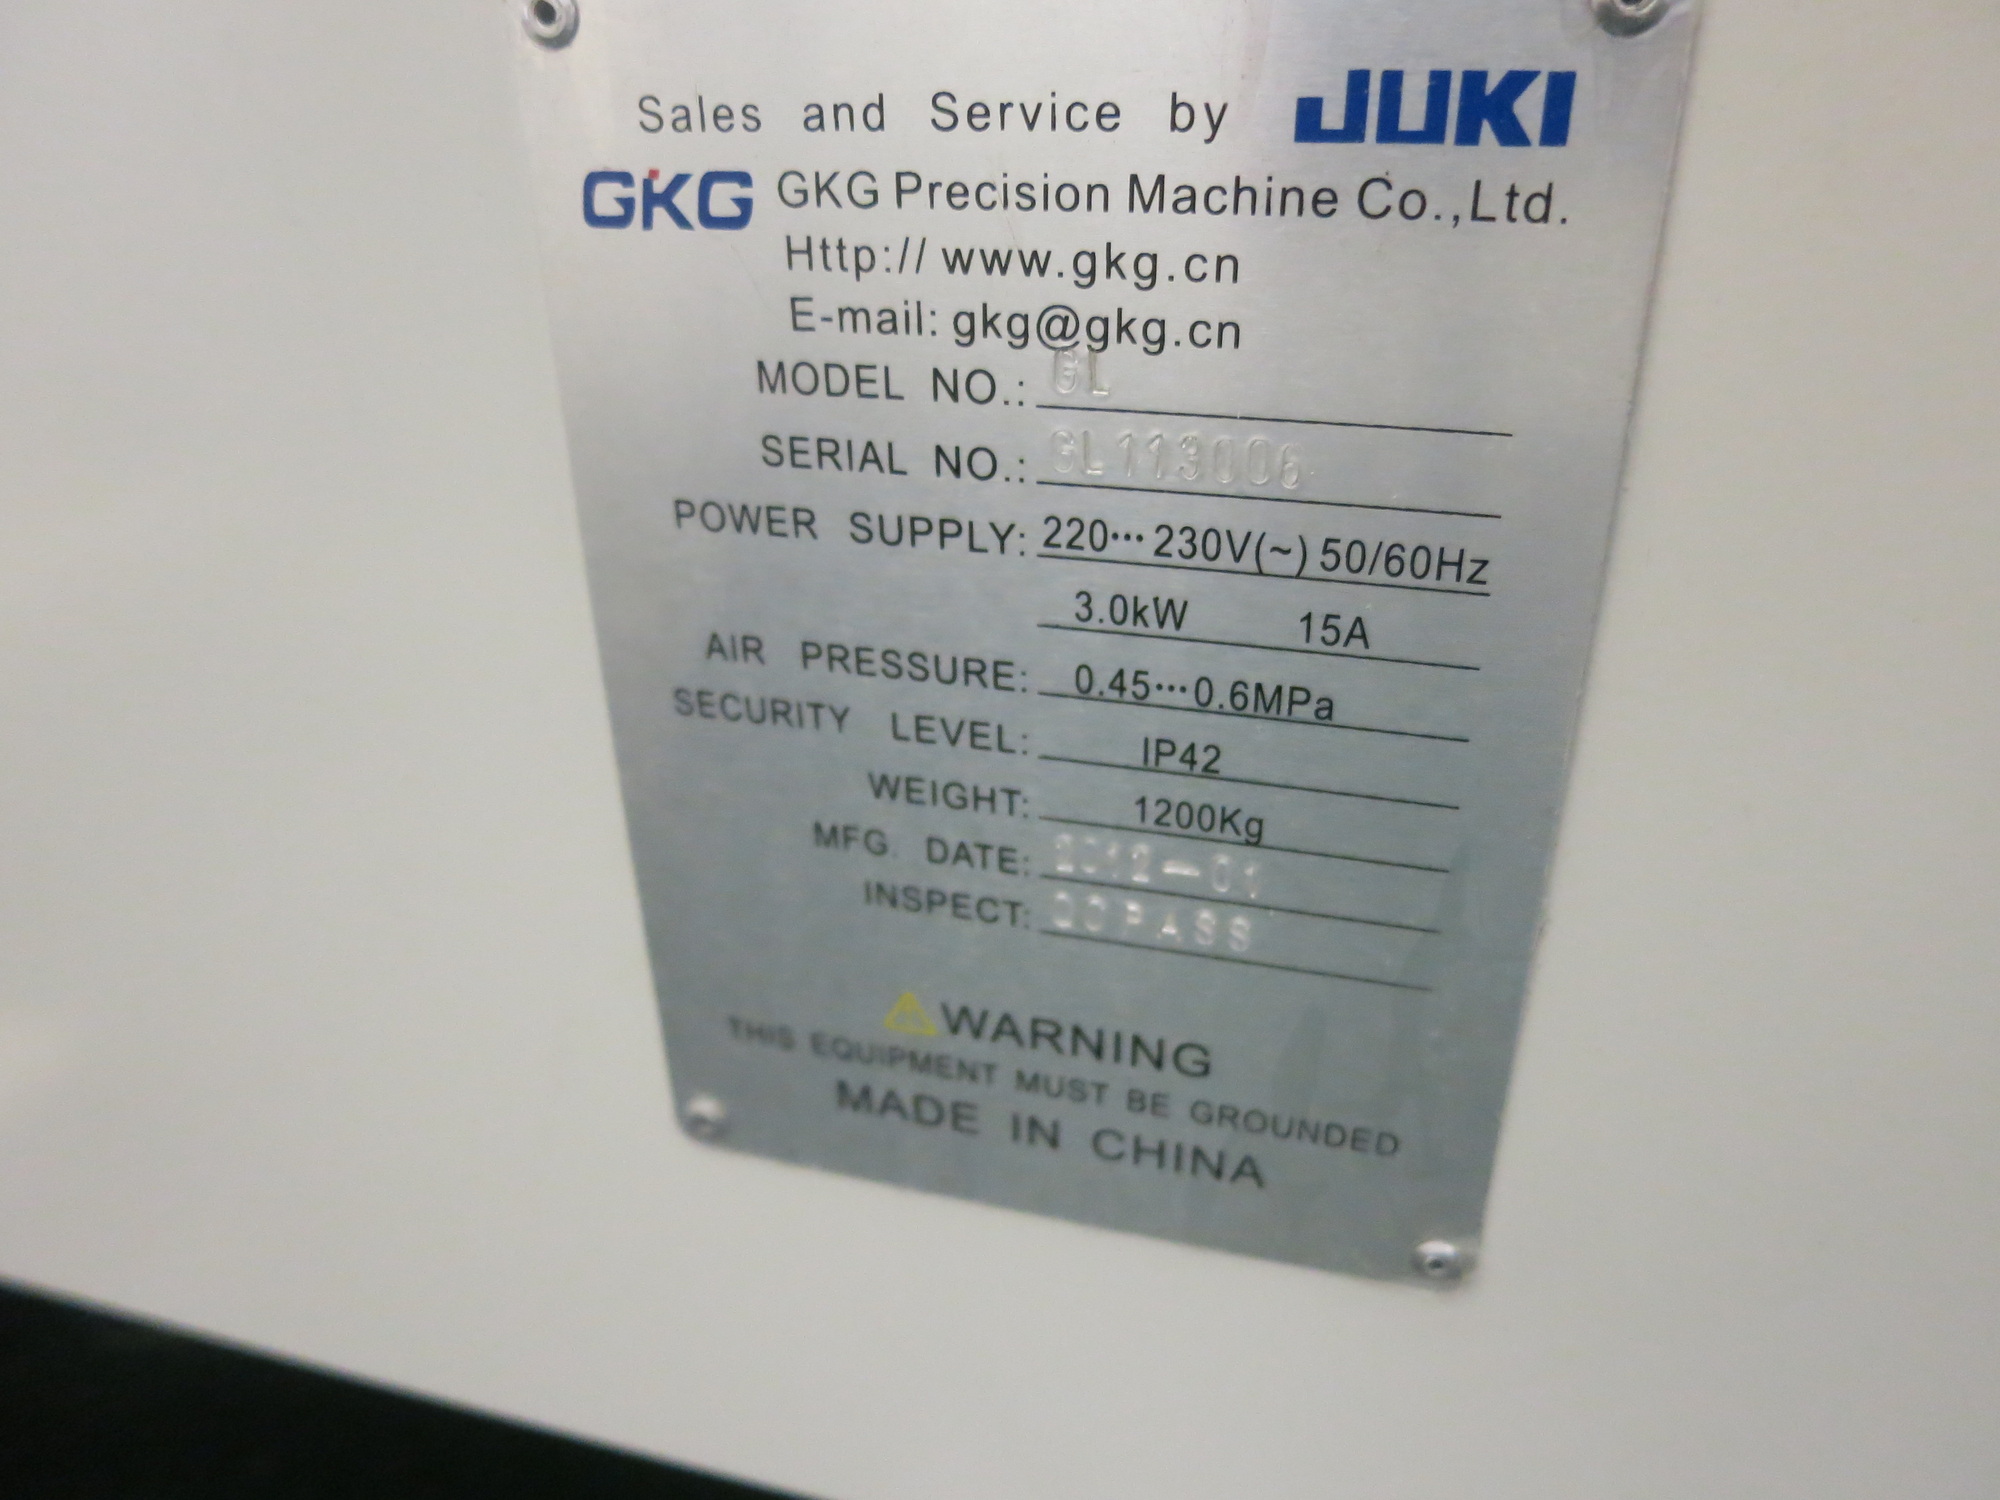 Sales and Service by JUKI
GKG GKG Precision Machine Co.,Ltd.
Http://www.gkg.cn
E-mail: gkg@gkg.cn
MODEL NO.: GL
SERIAL NO.: GL113006
POWER SUPPLY: 220···230V(~) 50/60Hz
3.0kW 15A
AIR PRESSURE: 0.45···0.6MPa
SECURITY LEVEL: IP42
WEIGHT: 1200Kg
MFG. DATE: 2012-01
INSPECT: QCPASS
WARNING
THIS EQUIPMENT MUST BE GROUNDED
MADE IN CHINA